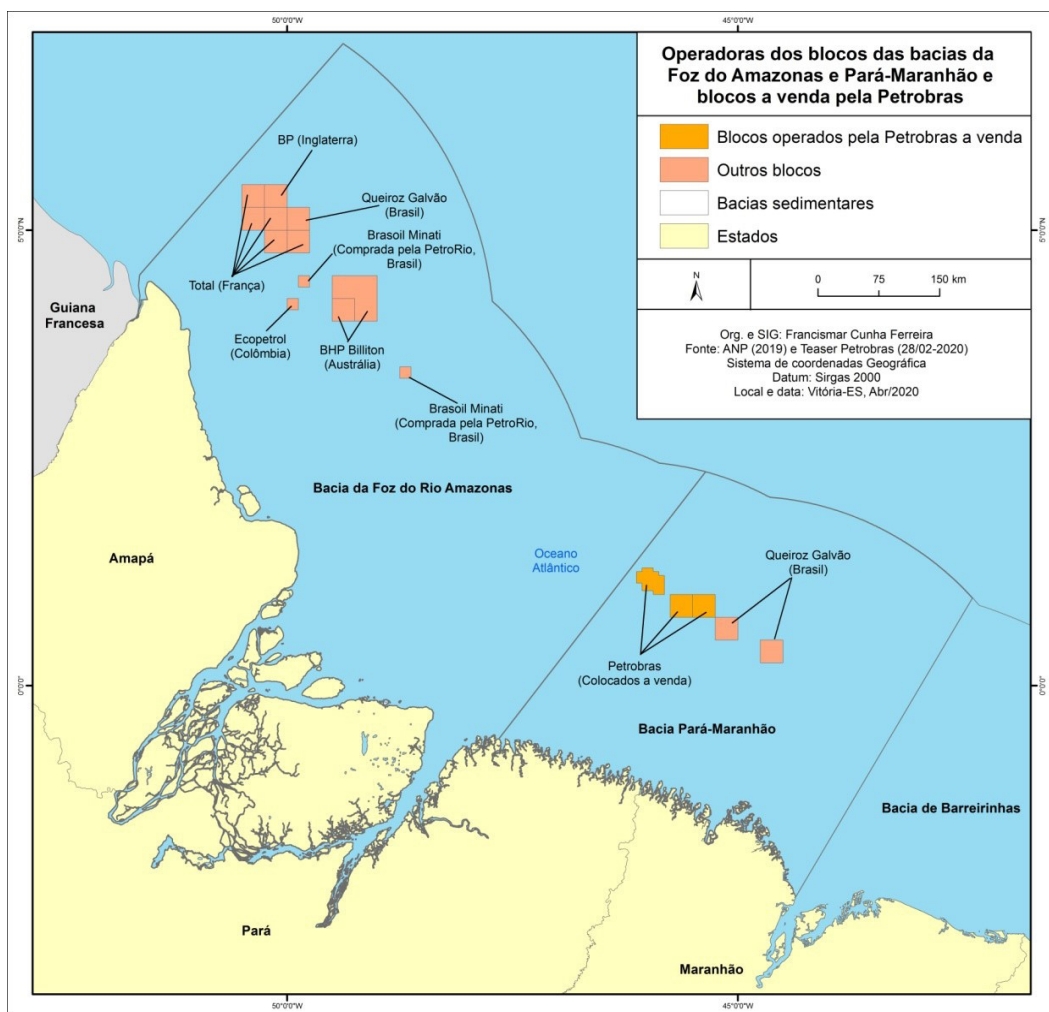 50°0'0"W
45°0'0"W
Operadoras dos blocos das bacias da
Foz do Amazonas e Pará-Maranhão e
blocos a venda pela Petrobras
Blocos operados pela Petrobras a venda
Outros blocos
Bacias sedimentares
Estados
N
0 75 150 km
Org. e SIG: Francismar Cunha Ferreira
Fonte: ANP (2019) e Teaser Petrobras (28/02-2020)
Sistema de coordenadas Geográfica
Datum: Sirgas 2000
Local e data: Vitória-ES, Abr/2020
BP (Inglaterra)
Queiroz Galvão
(Brasil)
5°0'0"N
5°0'0"N
Brasoil Minati
(Comprada pela PetroRio,
Brasil)
Total (França)
Guiana
Francesa
Ecopetrol
(Colômbia)
BHP Billiton
(Austrália)
Brasoil Minati
(Comprada pela PetroRio,
Brasil)
Bacia da Foz do Rio Amazonas
Amapá
Oceano
Atlântico
Queiroz Galvão
(Brasil)
Petrobras
(Colocados a venda)
0°0'0"
0°0'0"
Bacia Pará-Maranhão
Bacia de Barreirinhas
Pará
Maranhão
50°0'0"W
45°0'0"W